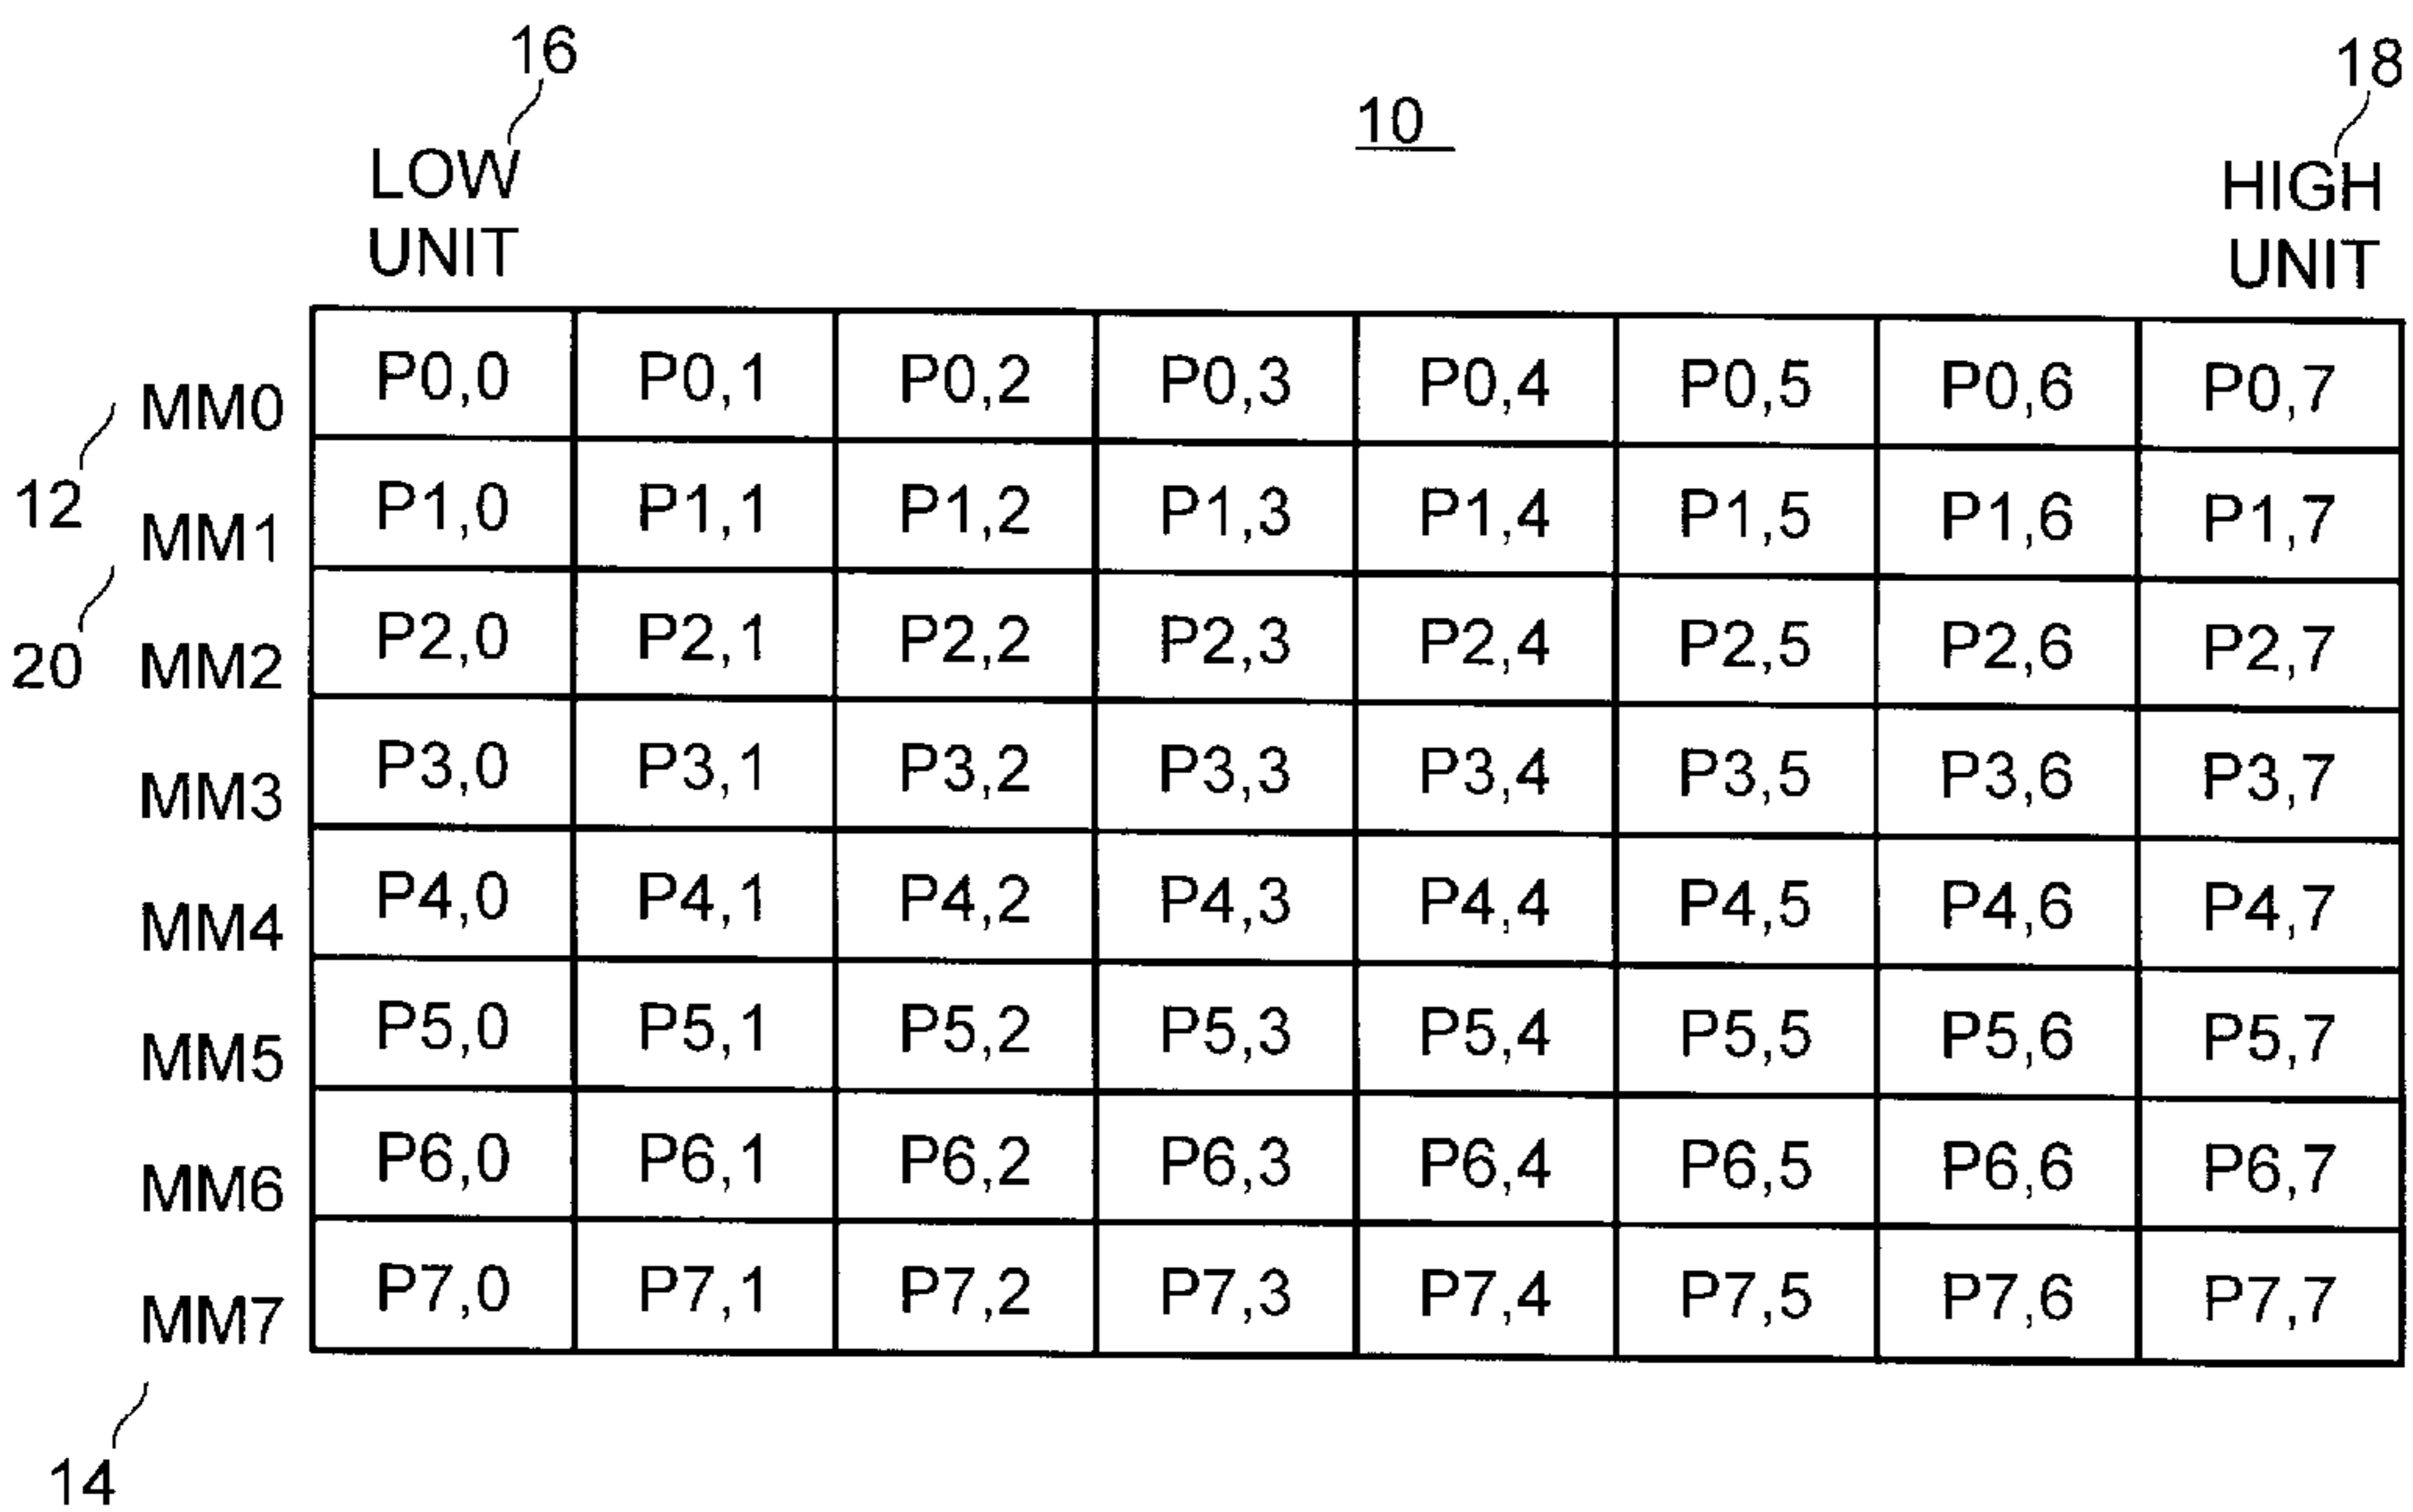 16
18
10
LOW
UNIT
HIGH
UNIT
MM0 P0,0 P0,1 P0,2 P0,3 P0,4 P0,5 P0,6 P0,7
12
MM1 P1,0 P1,1 P1,2 P1,3 P1,4 P1,5 P1,6 P1,7
20
MM2 P2,0 P2,1 P2,2 P2,3 P2,4 P2,5 P2,6 P2,7
MM3 P3,0 P3,1 P3,2 P3,3 P3,4 P3,5 P3,6 P3,7
MM4 P4,0 P4,1 P4,2 P4,3 P4,4 P4,5 P4,6 P4,7
MM5 P5,0 P5,1 P5,2 P5,3 P5,4 P5,5 P5,6 P5,7
MM6 P6,0 P6,1 P6,2 P6,3 P6,4 P6,5 P6,6 P6,7
MM7 P7,0 P7,1 P7,2 P7,3 P7,4 P7,5 P7,6 P7,7
14